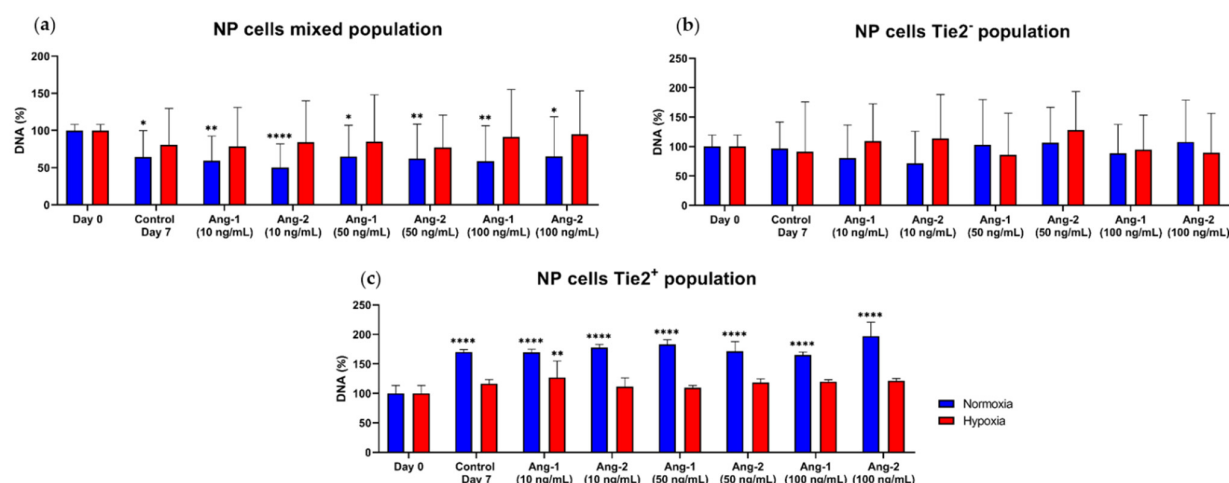 (a)
NP cells mixed population
DNA (%)
200
150
100
50
0
* ** **** * ** ** *
Day 0 Control Ang-1 Ang-2 Ang-1 Ang-2 Ang-1 Ang-2
Day 7 (10 ng/mL) (10 ng/mL) (50 ng/mL) (50 ng/mL) (100 ng/mL) (100 ng/mL)
(b)
NP cells Tie2⁻ population
DNA (%)
250
200
150
100
50
0
Day 0 Control Ang-1 Ang-2 Ang-1 Ang-2 Ang-1 Ang-2
Day 7 (10 ng/mL) (10 ng/mL) (50 ng/mL) (50 ng/mL) (100 ng/mL) (100 ng/mL)
(c)
NP cells Tie2⁺ population
DNA (%)
250
200
150
100
50
0
**** **** ** **** **** **** **** ****
Day 0 Control Ang-1 Ang-2 Ang-1 Ang-2 Ang-1 Ang-2
Day 7 (10 ng/mL) (10 ng/mL) (50 ng/mL) (50 ng/mL) (100 ng/mL) (100 ng/mL)
Normoxia
Hypoxia